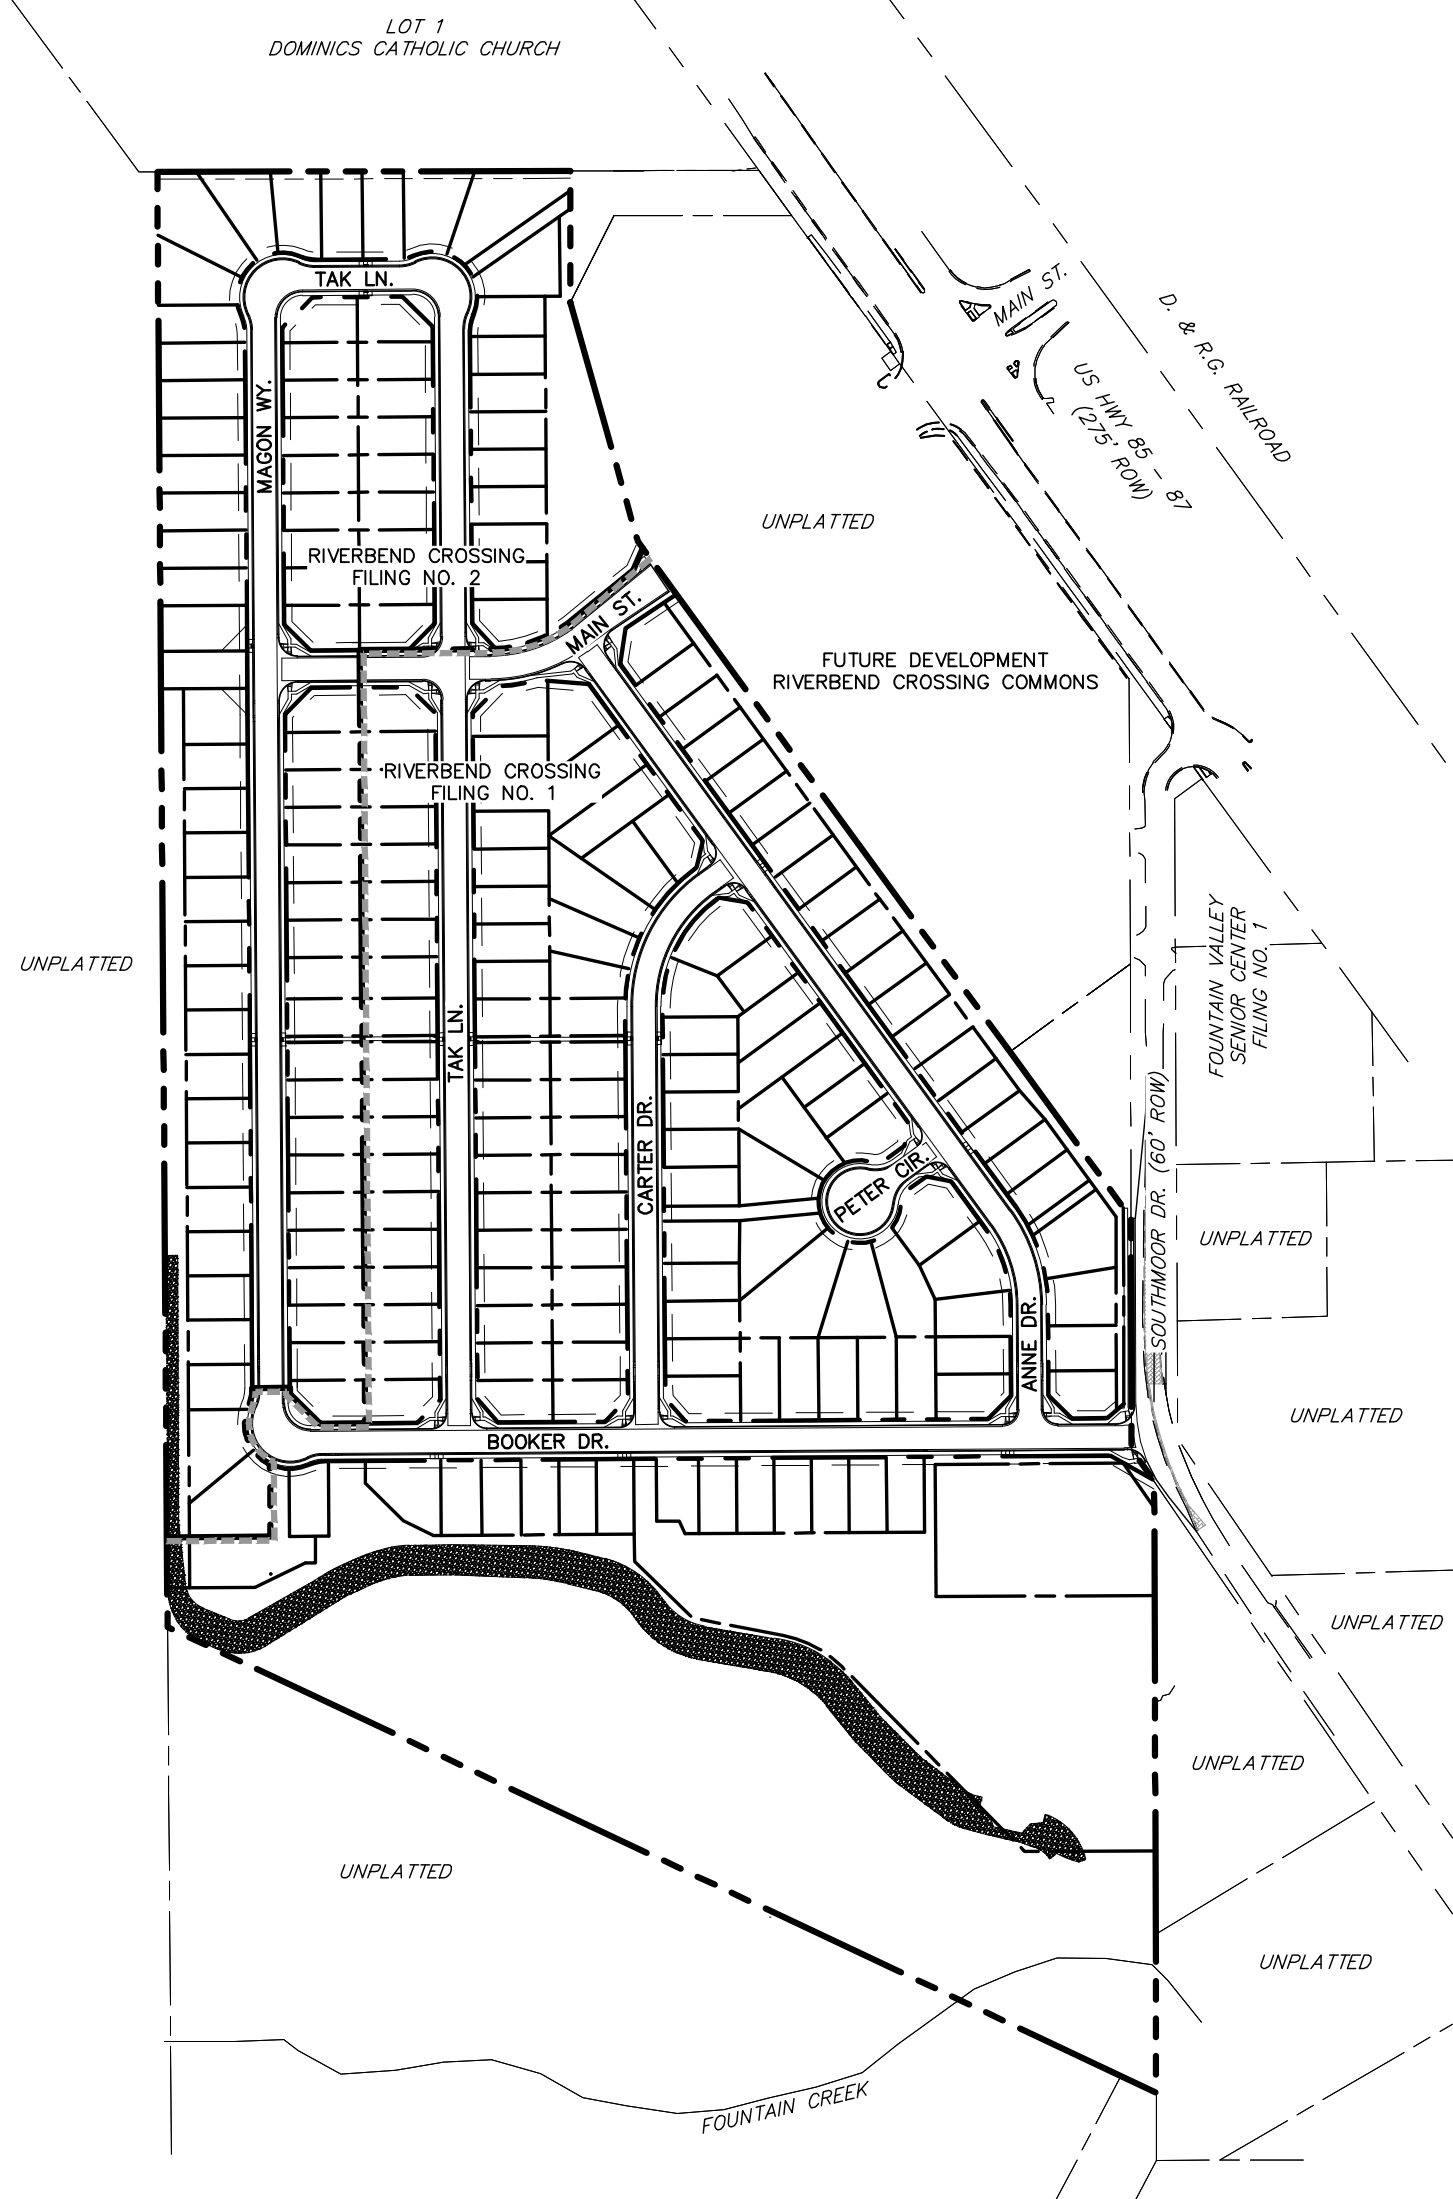 LOT 1
DOMINICS CATHOLIC CHURCH
TAK LN.
MAIN ST.
D. & R.G. RAILROAD
US HWY 85 - 87
(275' ROW)
MAGON WY.
UNPLATTED
RIVERBEND CROSSING
FILING NO. 2
MAIN ST.
FUTURE DEVELOPMENT
RIVERBEND CROSSING COMMONS
RIVERBEND CROSSING
FILING NO. 1
UNPLATTED
FOUNTAIN VALLEY
SENIOR CENTER
FILING NO. 1
TAK LN.
CARTER DR.
PETER CIR.
SOUTHMOOR DR. (60' ROW)
UNPLATTED
ANNE DR.
UNPLATTED
BOOKER DR.
UNPLATTED
UNPLATTED
UNPLATTED
UNPLATTED
FOUNTAIN CREEK